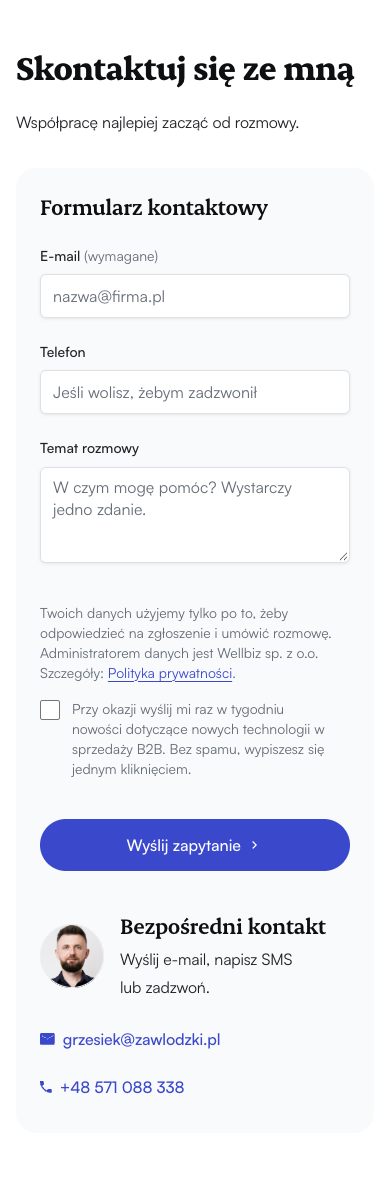 Skontaktuj się ze mną
Współpracę najlepiej zacząć od rozmowy.
Formularz kontaktowy
E-mail (wymagane)
nazwa@firma.pl
Telefon
Jeśli wolisz, żebym zadzwonił
Temat rozmowy
W czym mogę pomóc? Wystarczy
jedno zdanie.
Twoich danych użyjemy tylko po to, żeby
odpowiedzieć na zgłoszenie i umówić rozmowę.
Administratorem danych jest Wellbiz sp. z o.o.
Szczegóły: Polityka prywatności.
Przy okazji wyślij mi raz w tygodniu
nowości dotyczące nowych technologii w
sprzedaży B2B. Bez spamu, wypiszesz się
jednym kliknięciem.
Wyślij zapytanie
Bezpośredni kontakt
Wyślij e-mail, napisz SMS
lub zadzwoń.
grzesiek@zawlodzki.pl
+48 571 088 338